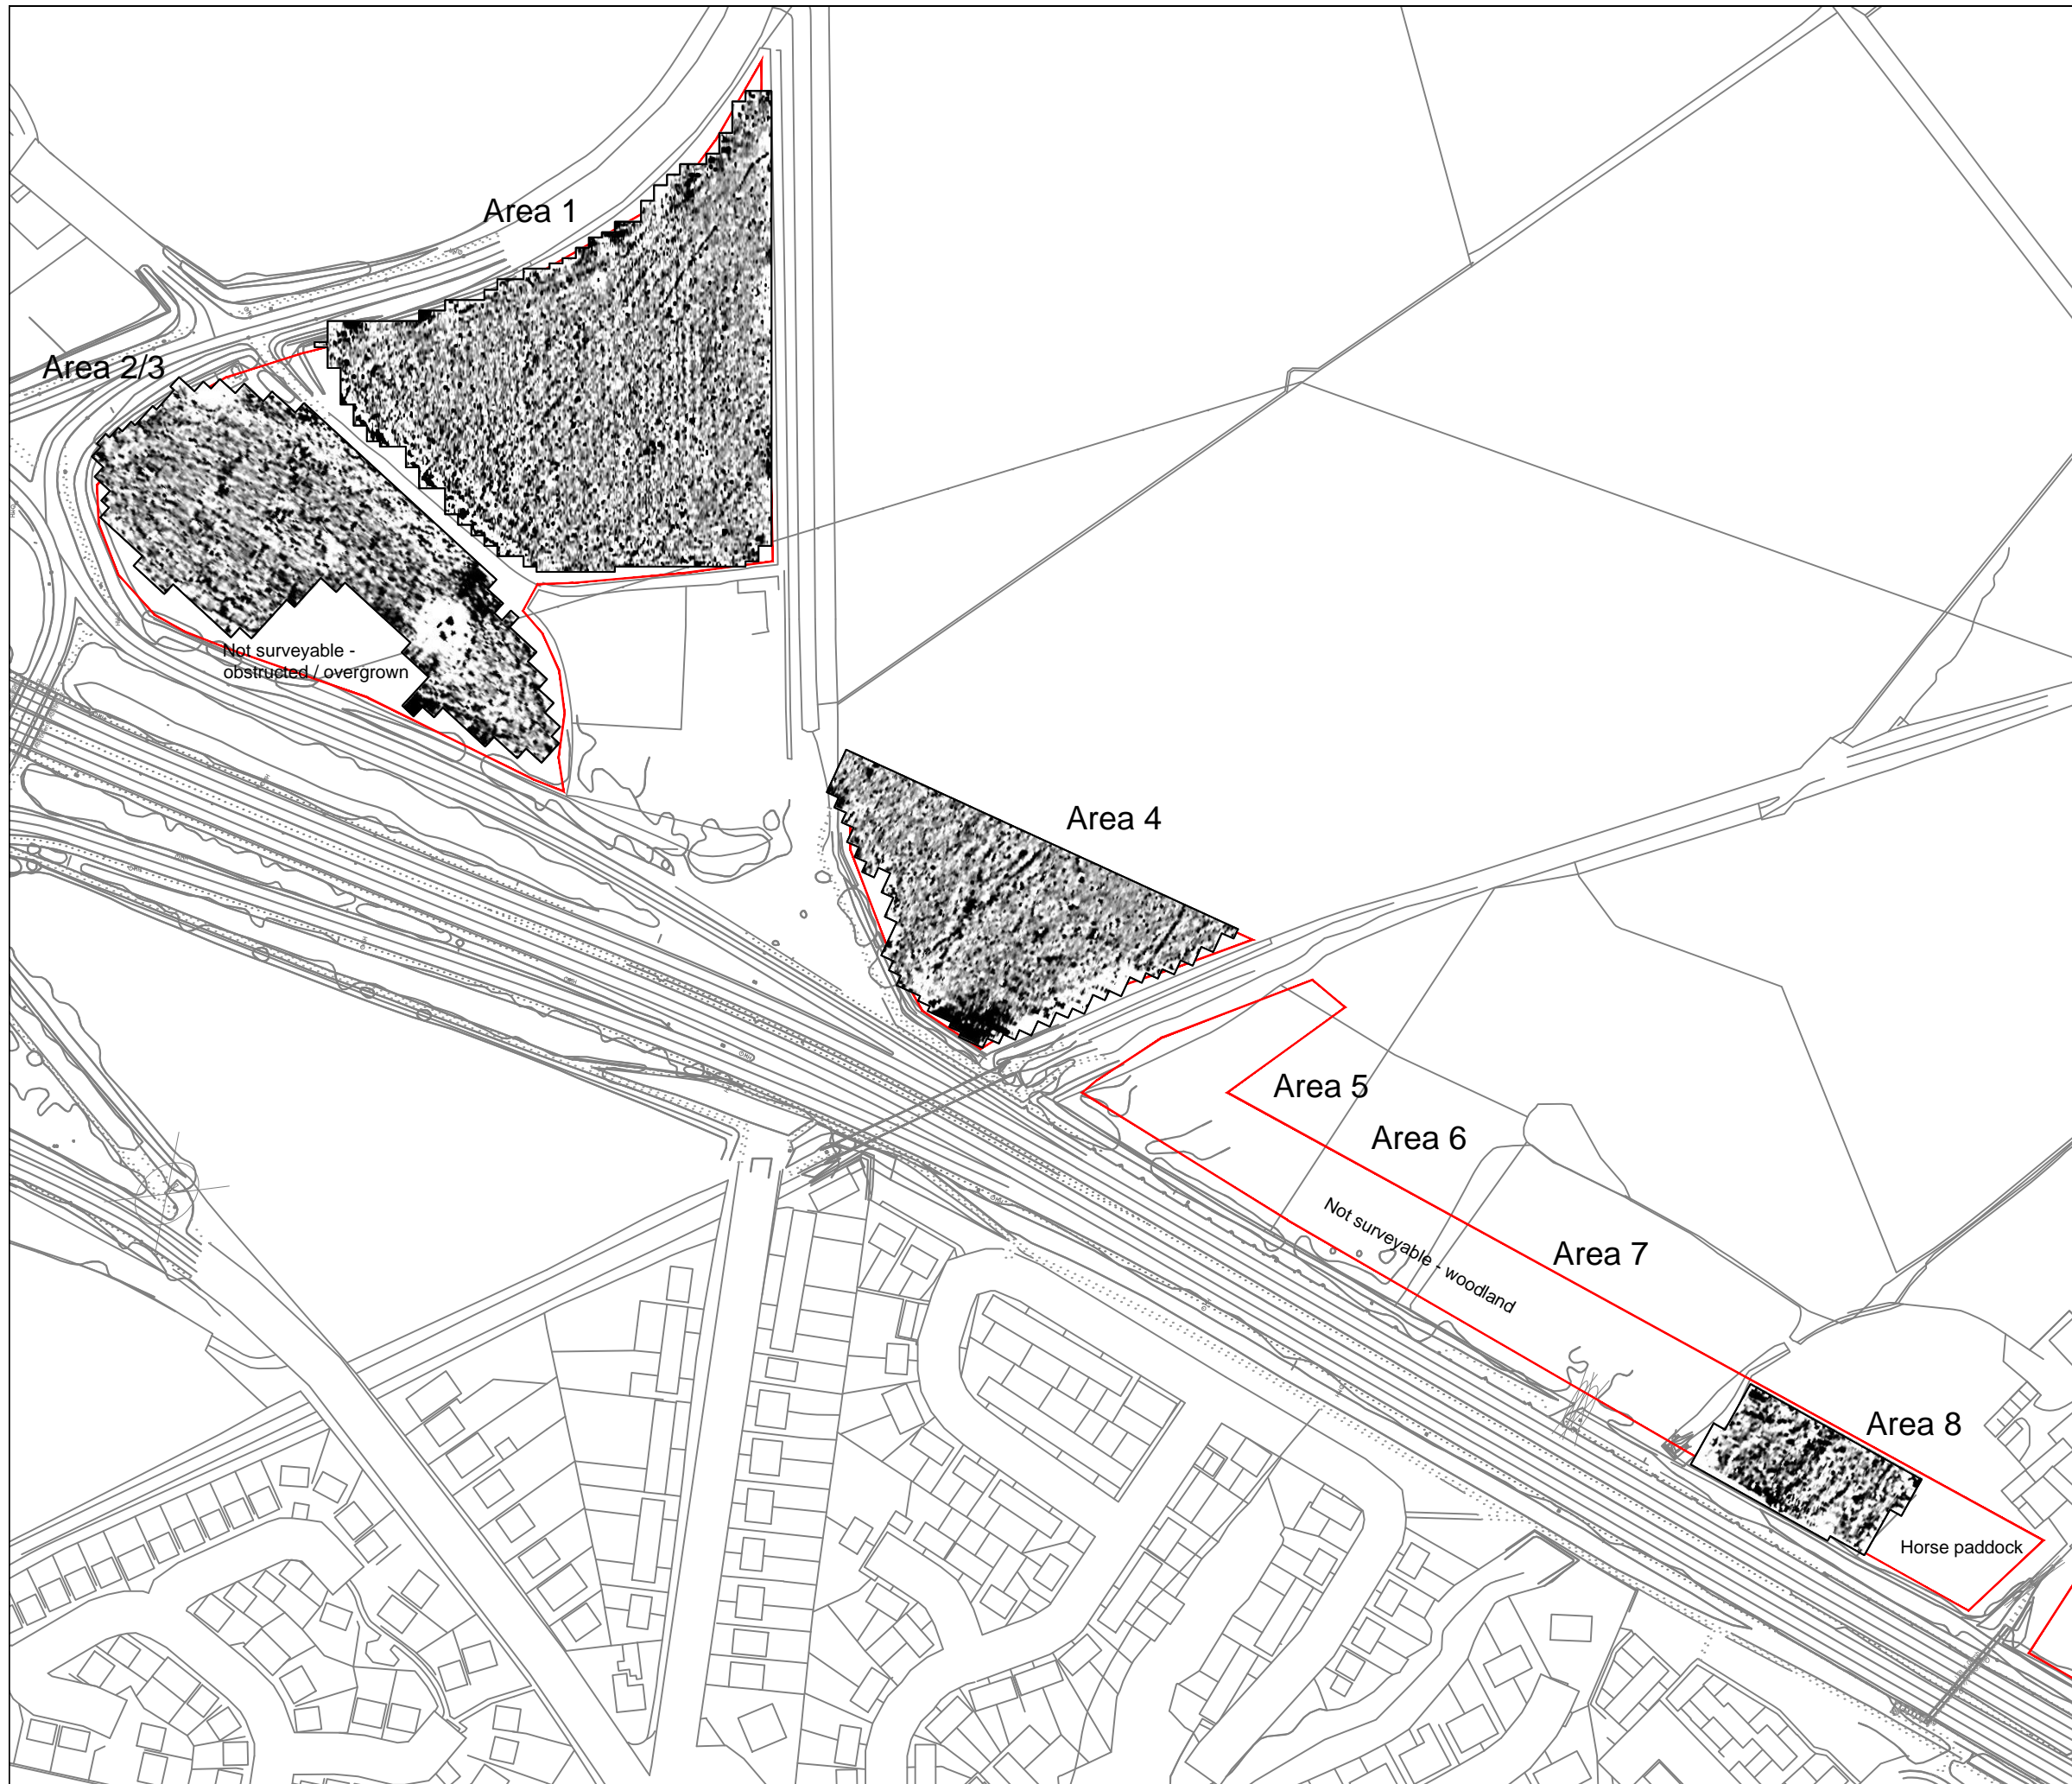 Area 1
Area 2/3
Not surveyable -
obstructed / overgrown
Area 4
Area 5
Area 6
Not surveyable - woodland
Area 7
Area 8
Horse paddock